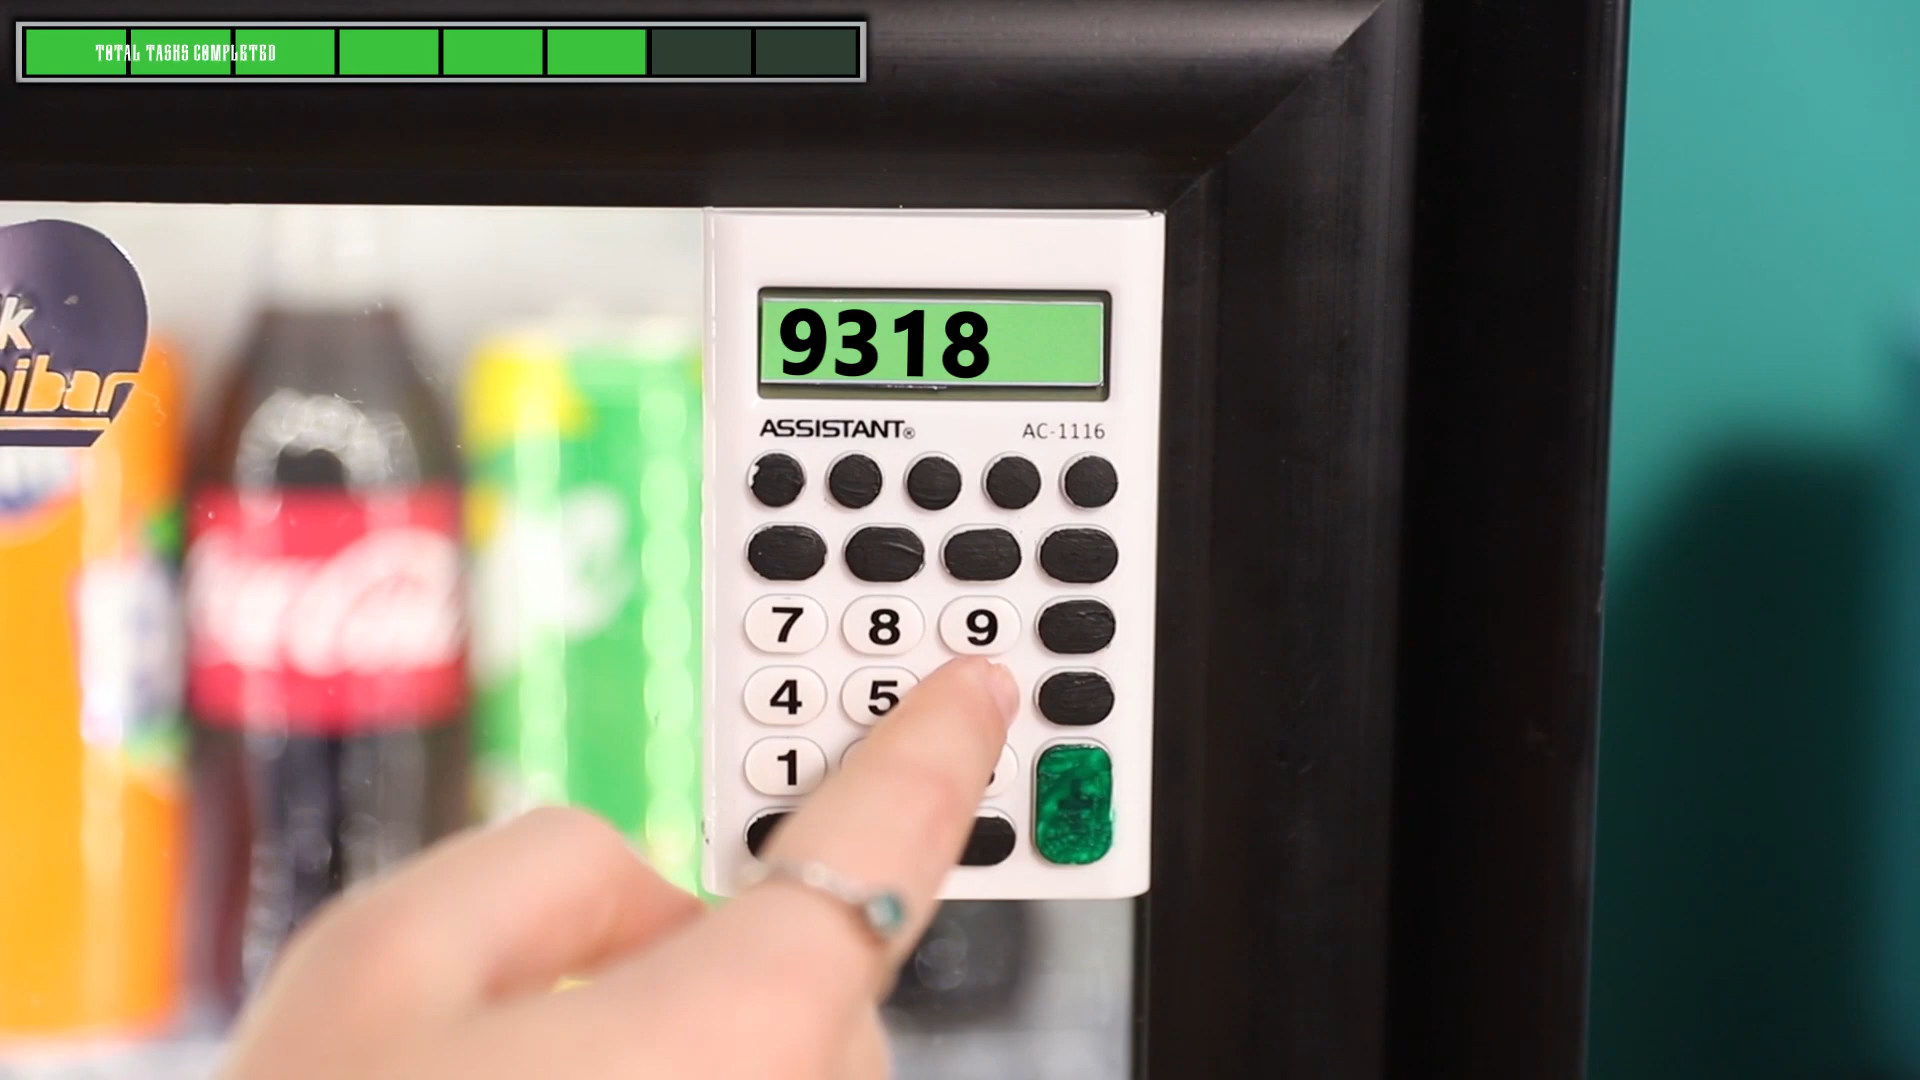 TOTAL TASKS COMPLETED
9318
ASSISTANT® AC-1116
7 8 9
4 5
1